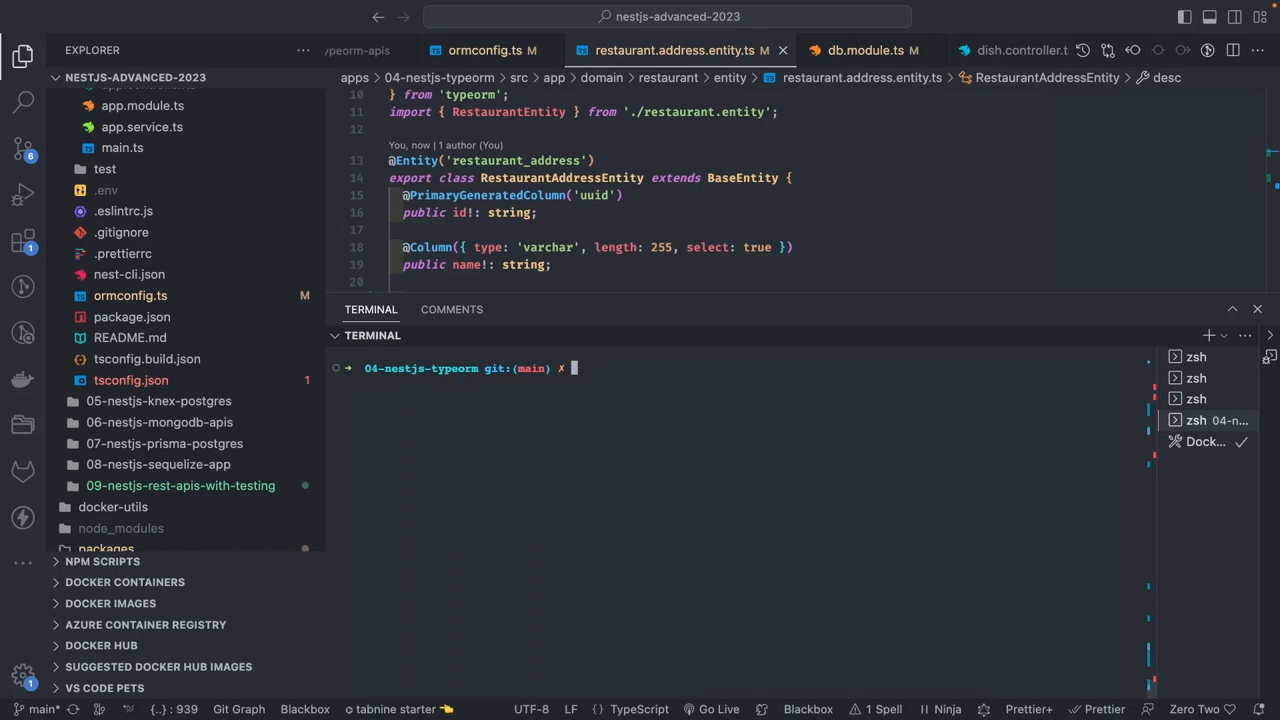 nestjs-advanced-2023
EXPLORER
ypeorm-apis
ormconfig.ts M
restaurant.address.entity.ts M
db.module.ts M
dish.controller.t
NESTJS-ADVANCED-2023
apps > 04-nestjs-typeorm > src > app > domain > restaurant > entity > restaurant.address.entity.ts > RestaurantAddressEntity > desc
app.module.ts
app.service.ts
main.ts
test
.env
.eslintrc.js
.gitignore
.prettierrc
nest-cli.json
ormconfig.ts M
package.json
README.md
tsconfig.build.json
tsconfig.json 1
05-nestjs-knex-postgres
06-nestjs-mongodb-apis
07-nestjs-prisma-postgres
08-nestjs-sequelize-app
09-nestjs-rest-apis-with-testing
docker-utils
node_modules
packages
NPM SCRIPTS
DOCKER CONTAINERS
DOCKER IMAGES
AZURE CONTAINER REGISTRY
DOCKER HUB
SUGGESTED DOCKER HUB IMAGES
VS CODE PETS
6
1
1
10 } from 'typeorm';
11 import { RestaurantEntity } from './restaurant.entity';
12
You, now | 1 author (You)
13 @Entity('restaurant_address')
14 export class RestaurantAddressEntity extends BaseEntity {
15 @PrimaryGeneratedColumn('uuid')
16 public id!: string;
17
18 @Column({ type: 'varchar', length: 255, select: true })
19 public name!: string;
20
TERMINAL COMMENTS
TERMINAL
➜ 04-nestjs-typeorm git:(main) ✗
zsh
zsh
zsh
zsh 04-n...
Dock... ✓
main* {..} : 939 Git Graph Blackbox tabnine starter 👈 UTF-8 LF { } TypeScript Go Live Blackbox 1 Spell Ninja Prettier+ Prettier Zero Two